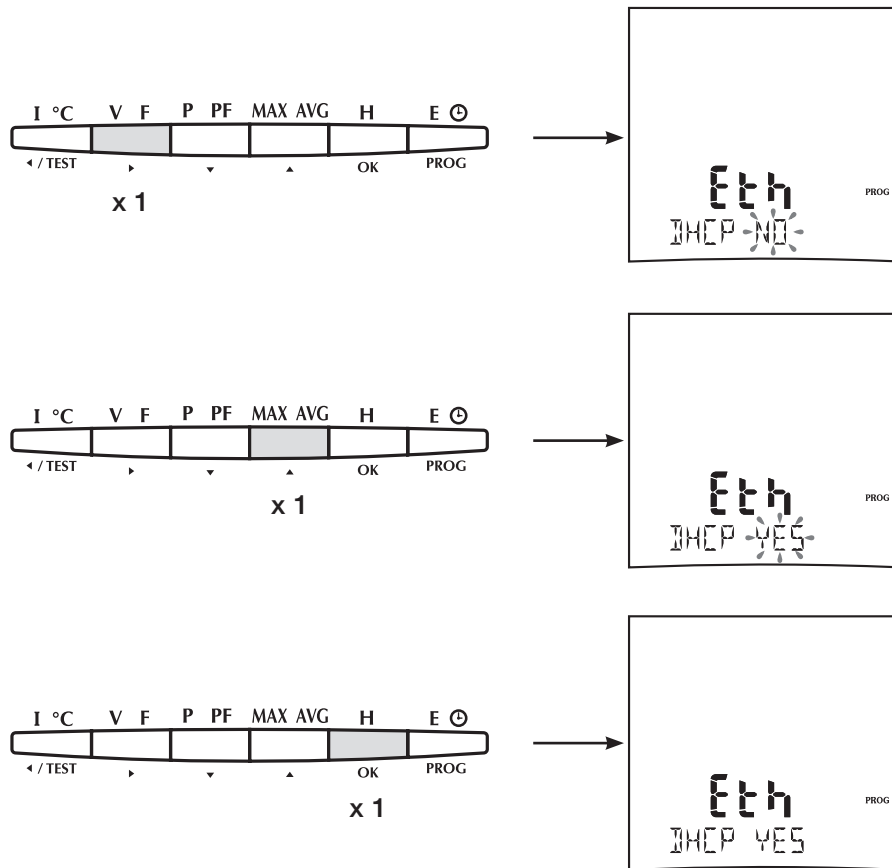 I °C V F P PF MAX AVG H E
/ TEST OK PROG
x 1
Eth
PROG
DHCP NO
I °C V F P PF MAX AVG H E
/ TEST OK PROG
x 1
Eth
PROG
DHCP YES
I °C V F P PF MAX AVG H E
/ TEST OK PROG
x 1
Eth
PROG
DHCP YES